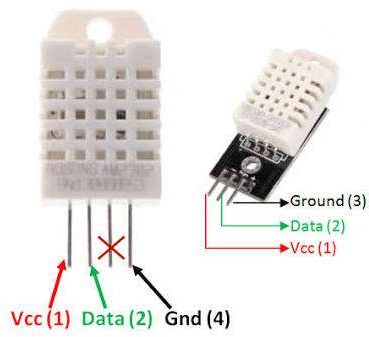 Ground (3)
Data (2)
Vcc (1)
Vcc (1) Data (2) Gnd (4)